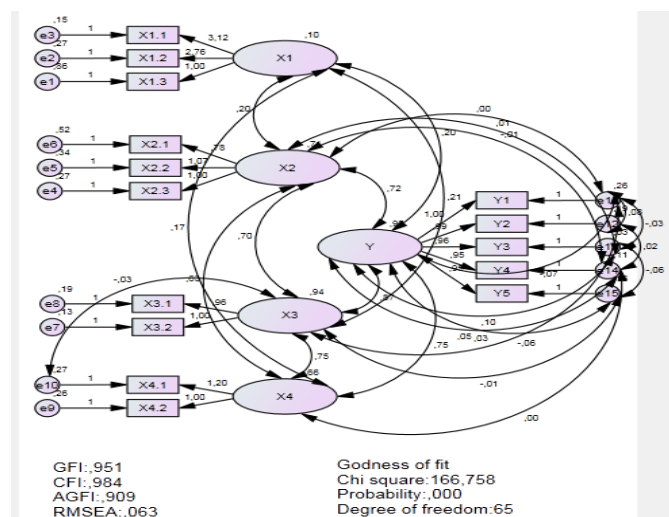 ,15
e3 1 X1.1 3,12 ,10
,27
e2 1 X1.2 2,76 X1
e1 1 X1.3 1,00
,20 ,00
,01
-,01
,20
,52
e6 1 X2.1 ,78
,34
e5 1 X2.2 1,07 X2
,27
e4 1 X2.3 1,00
,72 ,21 Y1 1 ,26
1,00 Y2 1 -,03
,17 ,70 Y ,96 Y3 1 ,02
,95 Y4 ,07 e14 -,06
Y5 1 e15
,19 -,03 ,94
e8 1 X3.1 ,96 ,10
,13
e7 1 X3.2 1,00 X3 ,05 ,03 -,06 ,75
,75 -,01
,27 ,66
e10 1 X4.1 1,20
,26 X4
e9 1 X4.2 1,00 ,00
GFI:,951 Godness of fit
CFI:,984 Chi square:166,758
AGFI:,909 Probability:,000
RMSEA:,063 Degree of freedom:65